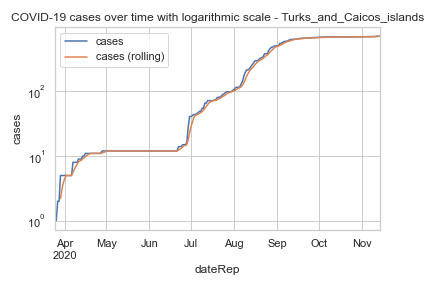 COVID-19 cases over time with logarithmic scale - Turks_and_Caicos_islands
cases
cases (rolling)
cases
10²
10¹
10⁰
Apr May Jun Jul Aug Sep Oct Nov
2020
dateRep